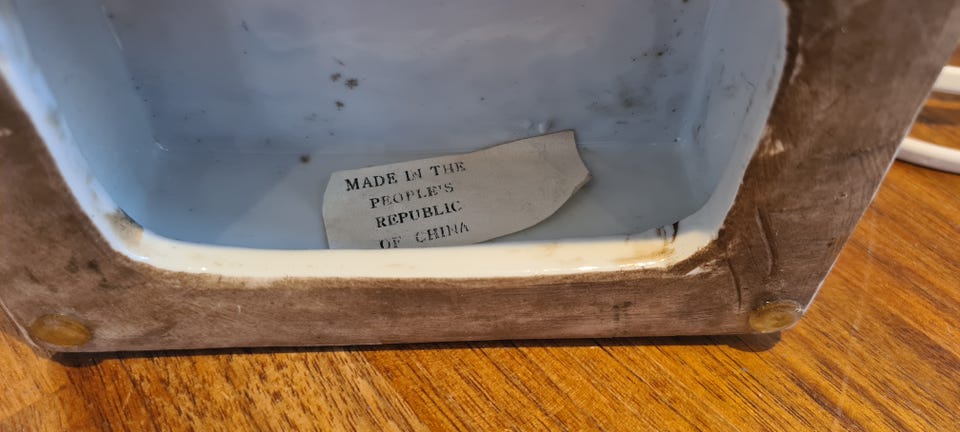 MADE IN THE
PEOPLE'S
REPUBLIC
OF CHINA